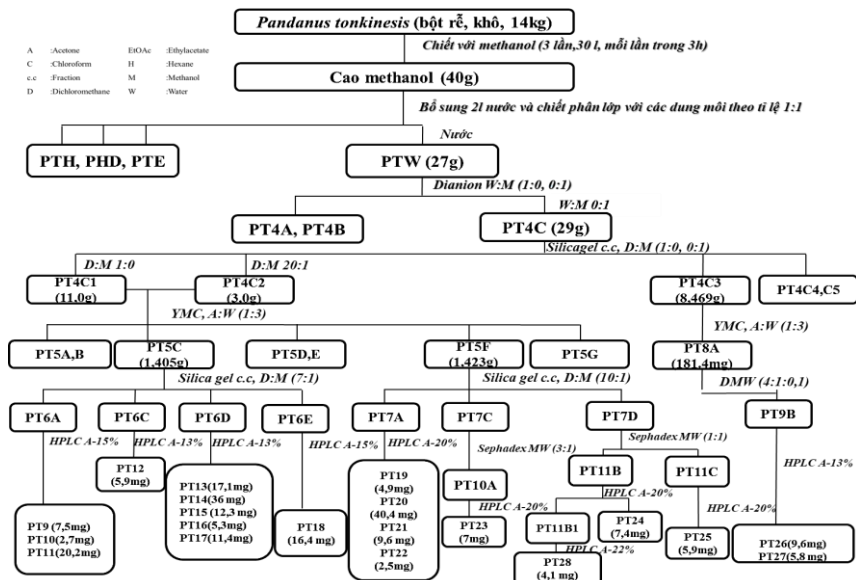 Pandanus tonkinesis (bột rễ, khô, 14kg)
Chiết với methanol (3 lần,30 l, mỗi lần trong 3h)
A :Acetone EtOAc :Ethylacetate
C :Chloroform H :Hexane
c.c :Fraction M :Methanol
D :Dichloromethane W :Water
Cao methanol (40g)
Bổ sung 2l nước và chiết phân lớp với các dung môi theo tỉ lệ 1:1
Nước
PTH, PHD, PTE
PTW (27g)
Dianion W:M (1:0, 0:1)
W:M 0:1
PT4A, PT4B
PT4C (29g)
Silicagel c.c, D:M (1:0, 0:1)
D:M 1:0
D:M 20:1
PT4C1
(11,0g)
PT4C2
(3,0g)
PT4C3
(8,469g)
PT4C4,C5
YMC, A:W (1:3)
YMC, A:W (1:3)
PT5A,B
PT5C
(1,405g)
PT5D,E
PT5F
(1,423g)
PT5G
PT8A
(181,4mg)
Silica gel c.c, D:M (7:1)
Silica gel c.c, D:M (10:1)
DMW (4:1:0,1)
PT6A
PT6C
PT6D
PT6E
PT7A
PT7C
PT7D
PT9B
HPLC A-15%
HPLC A-13%
HPLC A-13%
HPLC A-15%
HPLC A-20%
Sephadex MW (3:1)
Sephadex MW (1:1)
HPLC A-13%
PT12
(5,9mg)
PT13(17,1mg)
PT14(36 mg)
PT15 (12,3 mg)
PT16(5,3mg)
PT17(11,4mg)
PT19
(4,9mg)
PT20
(40,4 mg)
PT21
(9,6 mg)
PT22
(2,5mg)
PT10A
PT11B
PT11C
HPLC A-20%
HPLC A-20%
HPLC A-20%
PT9 (7,5mg)
PT10(2,7mg)
PT11(20,2mg)
PT18
(16,4 mg)
PT23
(7mg)
PT11B1
PT24
(7,4mg)
PT25
(5,9mg)
PT26(9,6mg)
PT27(5,8 mg)
HPLC A-22%
PT28
(4,1 mg)